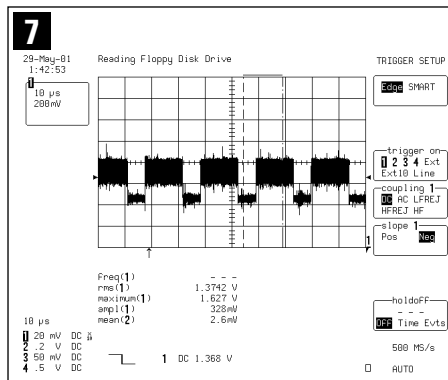 7
29-May-01
1:42:53
Reading Floppy Disk Drive
TRIGGER SETUP
1
10 µs
200mV
Edge SMART
trigger on
1 2 3 4 Ext
Ext10 Line
coupling 1
DC AC LFREJ
HFREJ HF
slope 1
Pos Neg
1
freq(1) - - -
rms(1) 1.3742 V
maximum(1) 1.627 V
ampl(1) 328mV
mean(2) 2.6mV
holdoff
- - -
OFF Time Evts
10 µs
1 20 mV DC
2 .2 V DC
3 50 mV DC
4 .5 V DC
1 DC 1.368 V
500 MS/s
AUTO